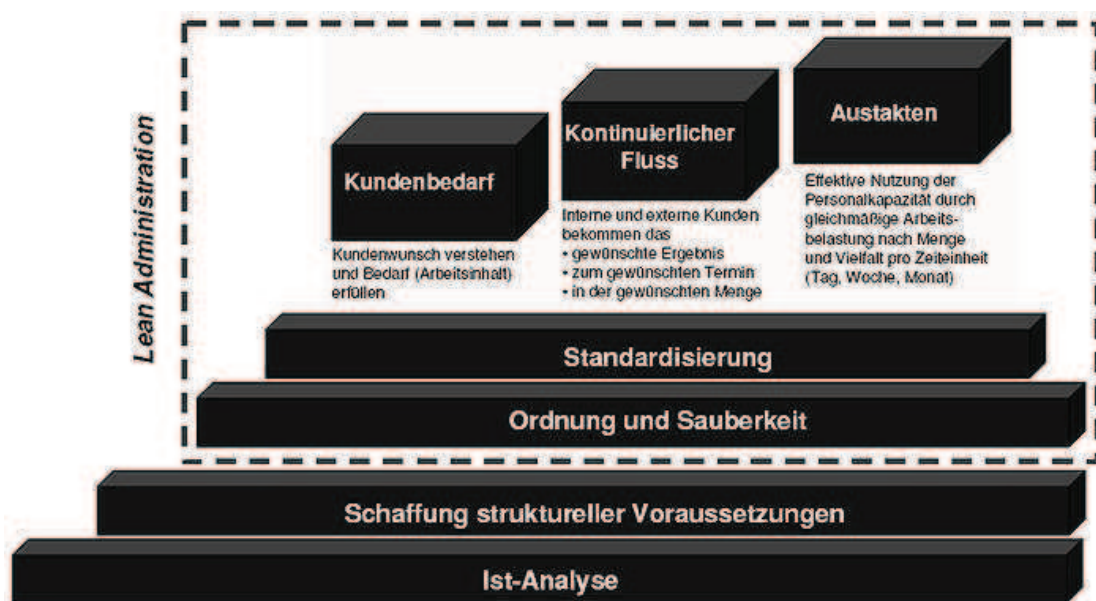 Lean Administration
Kundenbedarf
Kundenwunsch verstehen
und Bedarf (Arbeitsinhalt)
erfüllen
Kontinuierlicher
Fluss
Interne und externe Kunden
bekommen das
• gewünschte Ergebnis
• zum gewünschten Termin
• in der gewünschten Menge
Austakten
Effektive Nutzung der
Personalkapazität durch
gleichmäßige Arbeits-
belastung nach Menge
und Vielfalt pro Zeiteinheit
(Tag, Woche, Monat)
Standardisierung
Ordnung und Sauberkeit
Schaffung struktureller Voraussetzungen
Ist-Analyse